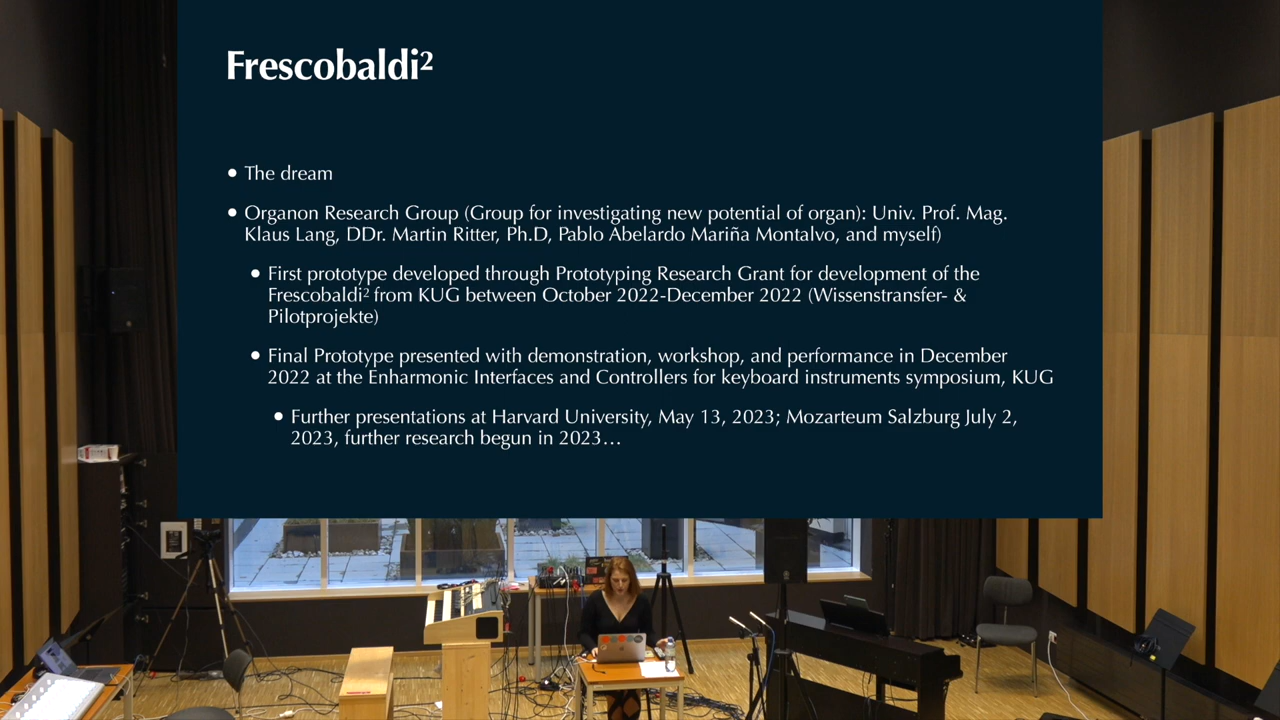 Frescobaldi²
• The dream
• Organon Research Group (Group for investigating new potential of organ): Univ. Prof. Mag.
Klaus Lang, DDr. Martin Ritter, Ph.D, Pablo Abelardo Mariña Montalvo, and myself)
• First prototype developed through Prototyping Research Grant for development of the
Frescobaldi² from KUG between October 2022-December 2022 (Wissenstransfer- &
Pilotprojekte)
• Final Prototype presented with demonstration, workshop, and performance in December
2022 at the Enharmonic Interfaces and Controllers for keyboard instruments symposium, KUG
• Further presentations at Harvard University, May 13, 2023; Mozarteum Salzburg July 2,
2023, further research begun in 2023…